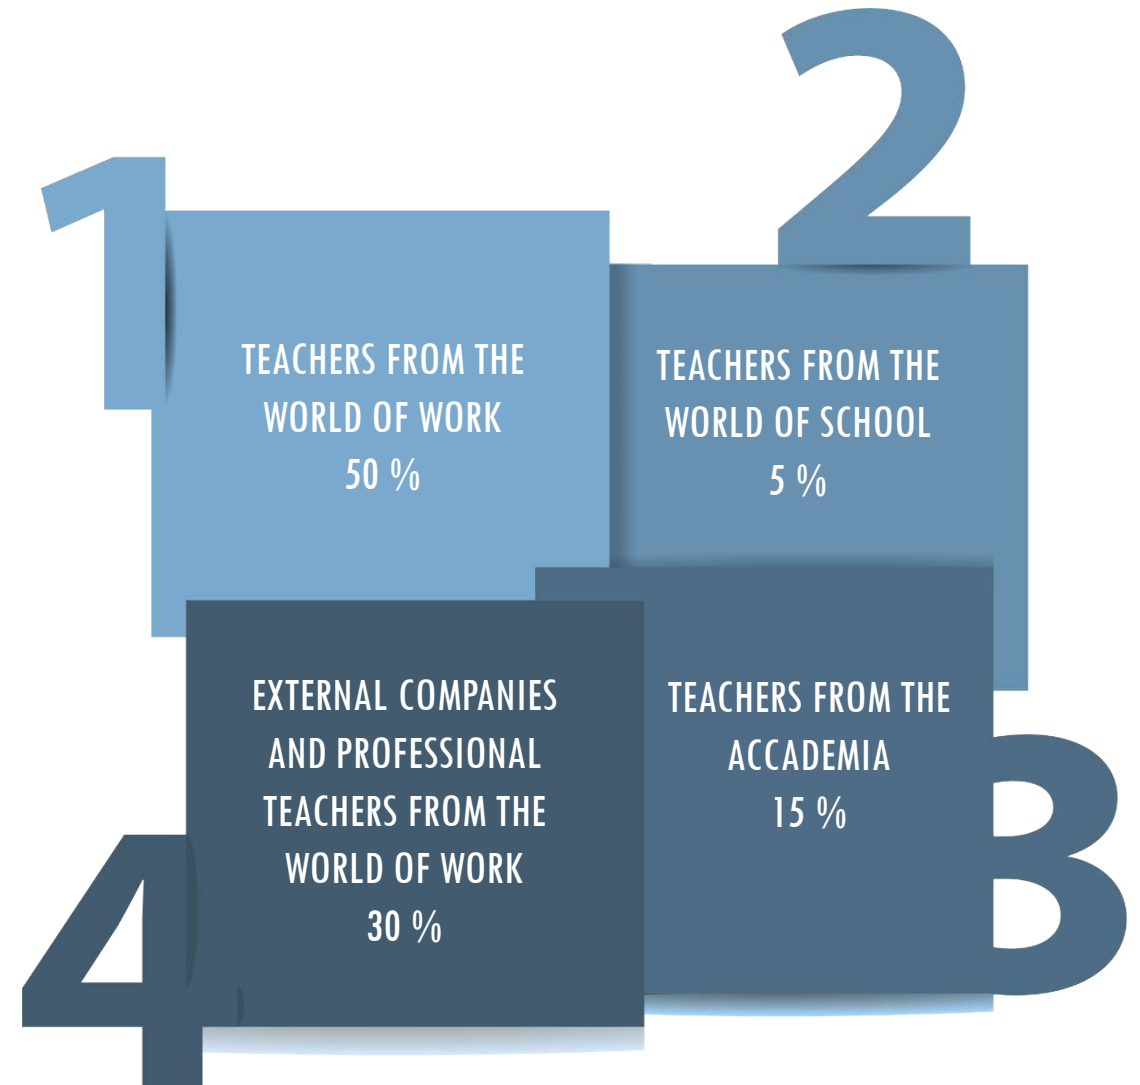 1
TEACHERS FROM THE
WORLD OF WORK
50 %
2
TEACHERS FROM THE
WORLD OF SCHOOL
5 %
3
TEACHERS FROM THE
ACCADEMIA
15 %
4
EXTERNAL COMPANIES
AND PROFESSIONAL
TEACHERS FROM THE
WORLD OF WORK
30 %